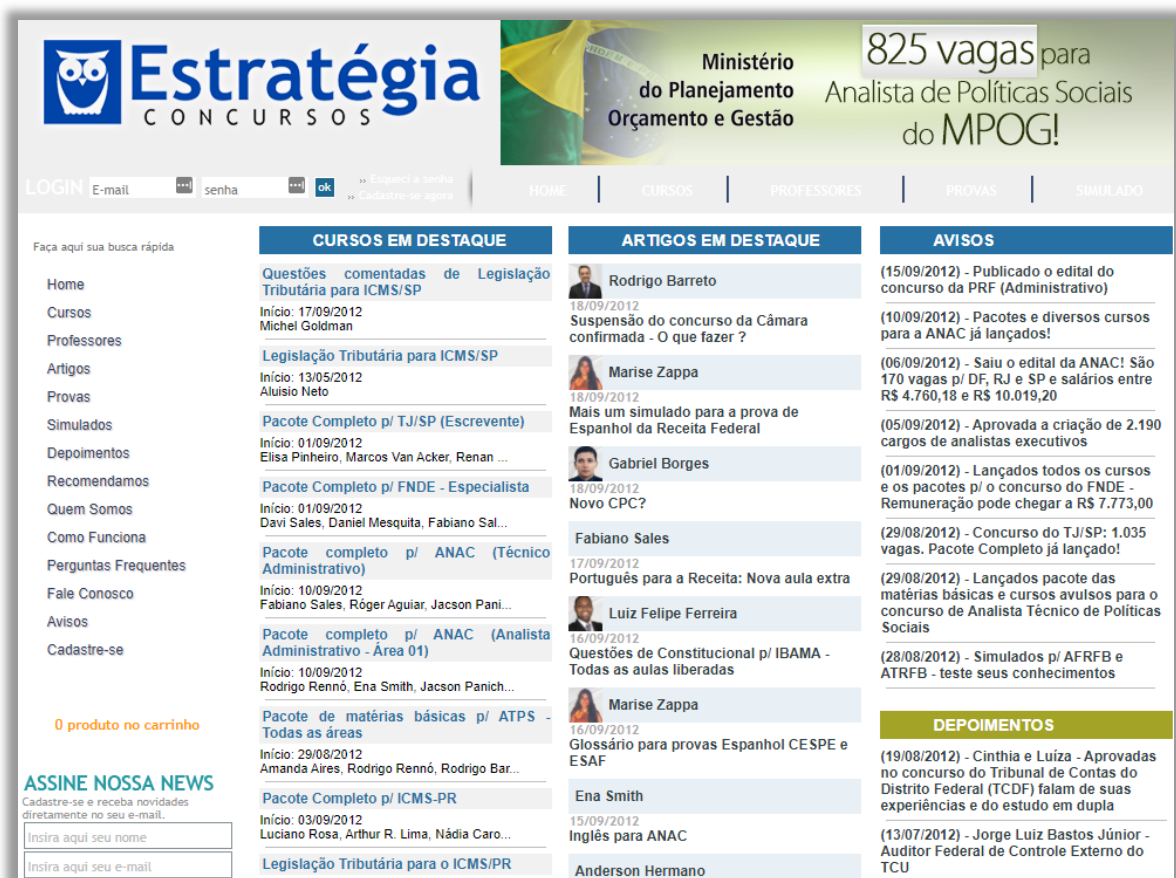 Estratégia
CONCURSOS
Ministério
do Planejamento
Orçamento e Gestão
825 vagas para
Analista de Políticas Sociais
do MPOG!
LOGIN E-mail senha ok
» Esqueci a senha
» Cadastre-se agora
HOME CURSOS PROFESSORES PROVAS SIMULADO
Faça aqui sua busca rápida
Home
Cursos
Professores
Artigos
Provas
Simulados
Depoimentos
Recomendamos
Quem Somos
Como Funciona
Perguntas Frequentes
Fale Conosco
Avisos
Cadastre-se
0 produto no carrinho
ASSINE NOSSA NEWS
Cadastre-se e receba novidades
diretamente no seu e-mail.
Insira aqui seu nome
Insira aqui seu e-mail
CURSOS EM DESTAQUE
Questões comentadas de Legislação
Tributária para ICMS/SP
Início: 17/09/2012
Michel Goldman
Legislação Tributária para ICMS/SP
Início: 13/05/2012
Aluisio Neto
Pacote Completo p/ TJ/SP (Escrevente)
Início: 01/09/2012
Elisa Pinheiro, Marcos Van Acker, Renan ...
Pacote Completo p/ FNDE - Especialista
Início: 01/09/2012
Davi Sales, Daniel Mesquita, Fabiano Sal...
Pacote completo p/ ANAC (Técnico
Administrativo)
Início: 10/09/2012
Fabiano Sales, Róger Aguiar, Jacson Pani...
Pacote completo p/ ANAC (Analista
Administrativo - Área 01)
Início: 10/09/2012
Rodrigo Rennó, Ena Smith, Jacson Panich...
Pacote de matérias básicas p/ ATPS -
Todas as áreas
Início: 29/08/2012
Amanda Aires, Rodrigo Rennó, Rodrigo Bar...
Pacote Completo p/ ICMS-PR
Início: 03/09/2012
Luciano Rosa, Arthur R. Lima, Nádia Caro...
Legislação Tributária para o ICMS/PR
ARTIGOS EM DESTAQUE
Rodrigo Barreto
18/09/2012
Suspensão do concurso da Câmara
confirmada - O que fazer ?
Marise Zappa
18/09/2012
Mais um simulado para a prova de
Espanhol da Receita Federal
Gabriel Borges
18/09/2012
Novo CPC?
Fabiano Sales
17/09/2012
Português para a Receita: Nova aula extra
Luiz Felipe Ferreira
16/09/2012
Questões de Constitucional p/ IBAMA -
Todas as aulas liberadas
Marise Zappa
16/09/2012
Glossário para provas Espanhol CESPE e
ESAF
Ena Smith
15/09/2012
Inglês para ANAC
Anderson Hermano
AVISOS
(15/09/2012) - Publicado o edital do
concurso da PRF (Administrativo)
(10/09/2012) - Pacotes e diversos cursos
para a ANAC já lançados!
(06/09/2012) - Saiu o edital da ANAC! São
170 vagas p/ DF, RJ e SP e salários entre
R$ 4.760,18 e R$ 10.019,20
(05/09/2012) - Aprovada a criação de 2.190
cargos de analistas executivos
(01/09/2012) - Lançados todos os cursos
e os pacotes p/ o concurso do FNDE -
Remuneração pode chegar a R$ 7.773,00
(29/08/2012) - Concurso do TJ/SP: 1.035
vagas. Pacote Completo já lançado!
(29/08/2012) - Lançados pacote das
matérias básicas e cursos avulsos para o
concurso de Analista Técnico de Políticas
Sociais
(28/08/2012) - Simulados p/ AFRFB e
ATRFB - teste seus conhecimentos
DEPOIMENTOS
(19/08/2012) - Cinthia e Luíza - Aprovadas
no concurso do Tribunal de Contas do
Distrito Federal (TCDF) falam de suas
experiências e do estudo em dupla
(13/07/2012) - Jorge Luiz Bastos Júnior -
Auditor Federal de Controle Externo do
TCU